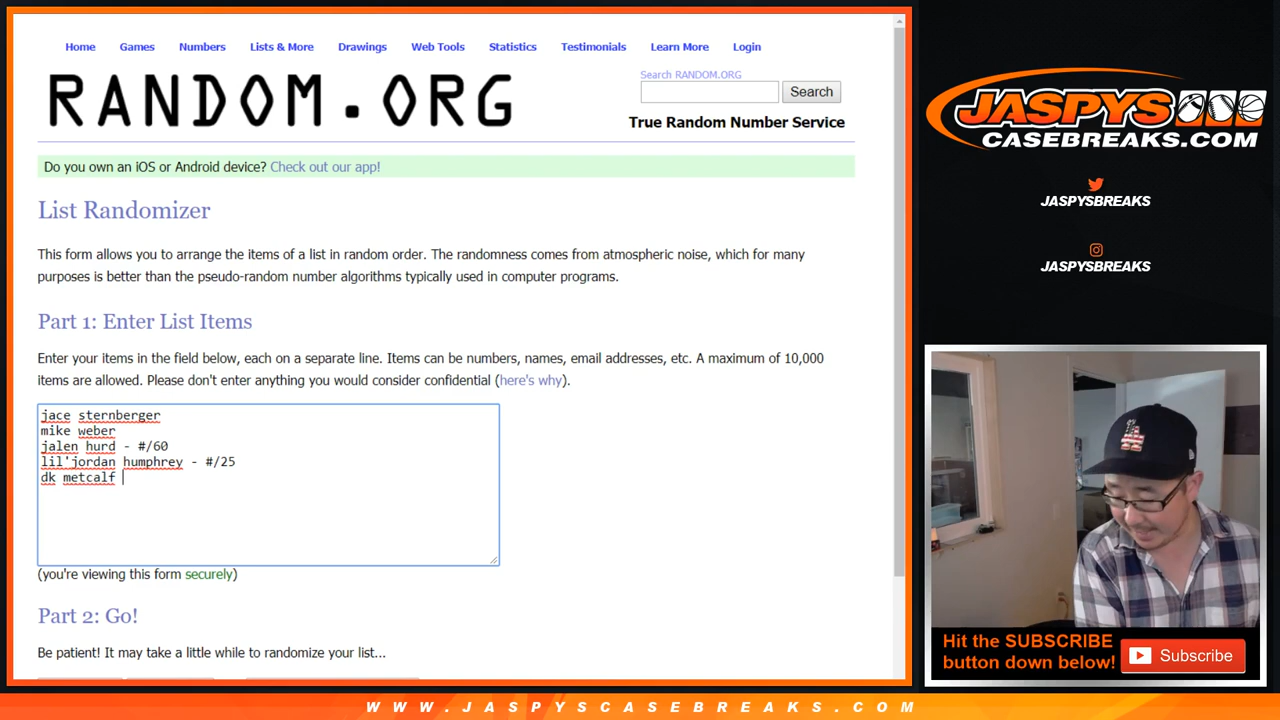 Home Games Numbers Lists & More Drawings Web Tools Statistics Testimonials Learn More Login
RANDOM.ORG
Search RANDOM.ORG
Search
True Random Number Service
Do you own an iOS or Android device? Check out our app!
List Randomizer
This form allows you to arrange the items of a list in random order. The randomness comes from atmospheric noise, which for many
purposes is better than the pseudo-random number algorithms typically used in computer programs.
Part 1: Enter List Items
Enter your items in the field below, each on a separate line. Items can be numbers, names, email addresses, etc. A maximum of 10,000
items are allowed. Please don't enter anything you would consider confidential (here's why).
jace sternberger
mike weber
jalen hurd - #/60
lil'jordan humphrey - #/25
dk metcalf
(you're viewing this form securely)
Part 2: Go!
Be patient! It may take a little while to randomize your list...
JASPYS
CASEBREAKS.COM
JASPYSBREAKS
JASPYSBREAKS
LA
Hit the SUBSCRIBE
button down below!
Subscribe
WWW.JASPYSCASEBREAKS.COM